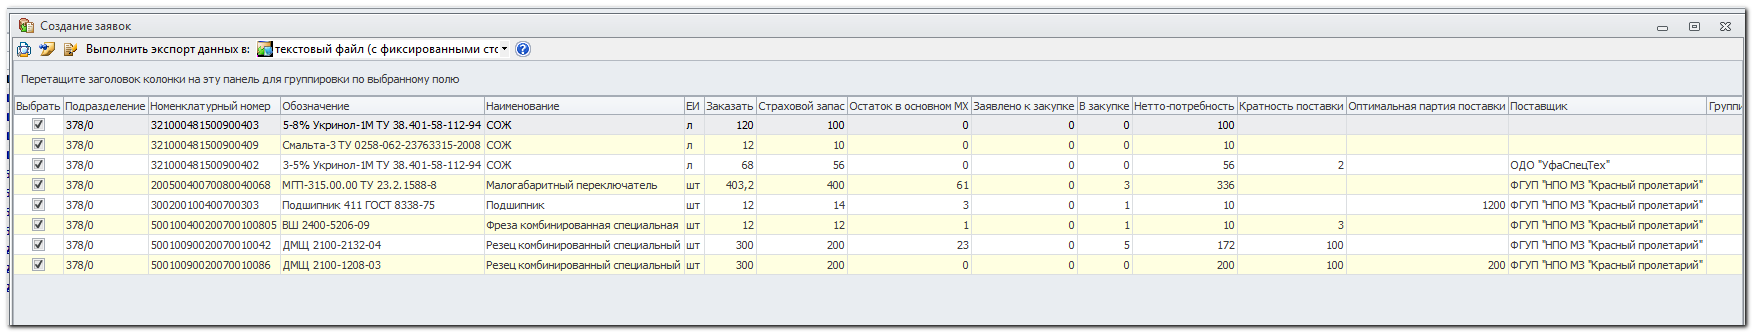 Создание заявок
Выполнить экспорт данных в: текстовый файл (с фиксированными стс
Перетащите заголовок колонки на эту панель для группировки по выбранному полю
Выбрать Подразделение Номенклатурный номер Обозначение Наименование ЕИ Заказать Страховой запас Остаток в основном МХ Заявлено к закупке В закупке Нетто-потребность Кратность поставки Оптимальная партия поставки Поставщик Группи
378/0 321000481500900403 5-8% Укринол-1М ТУ 38.401-58-112-94 СОЖ л 120 100 0 0 0 100
378/0 321000481500900409 Смальта-3 ТУ 0258-062-23763315-2008 СОЖ л 12 10 0 0 0 10
378/0 321000481500900402 3-5% Укринол-1М ТУ 38.401-58-112-94 СОЖ л 68 56 0 0 0 56 2 ОДО "УфаСпецТех"
378/0 20050040070080040068 МГП-315.00.00 ТУ 23.2.1588-8 Малогабаритный переключатель шт 403,2 400 61 0 3 336 ФГУП "НПО МЗ "Красный пролетарий"
378/0 300200100400700303 Подшипник 411 ГОСТ 8338-75 Подшипник шт 12 14 3 0 1 10 1200 ФГУП "НПО МЗ "Красный пролетарий"
378/0 500100400200700100805 ВШ 2400-5206-09 Фреза комбинированная специальная шт 12 12 1 0 1 10 3 ФГУП "НПО МЗ "Красный пролетарий"
378/0 50010090020070010042 ДМЩ 2100-2132-04 Резец комбинированный специальный шт 300 200 23 0 5 172 100 ФГУП "НПО МЗ "Красный пролетарий"
378/0 50010090020070010086 ДМЩ 2100-1208-03 Резец комбинированный специальный шт 300 200 0 0 0 200 100 200 ФГУП "НПО МЗ "Красный пролетарий"